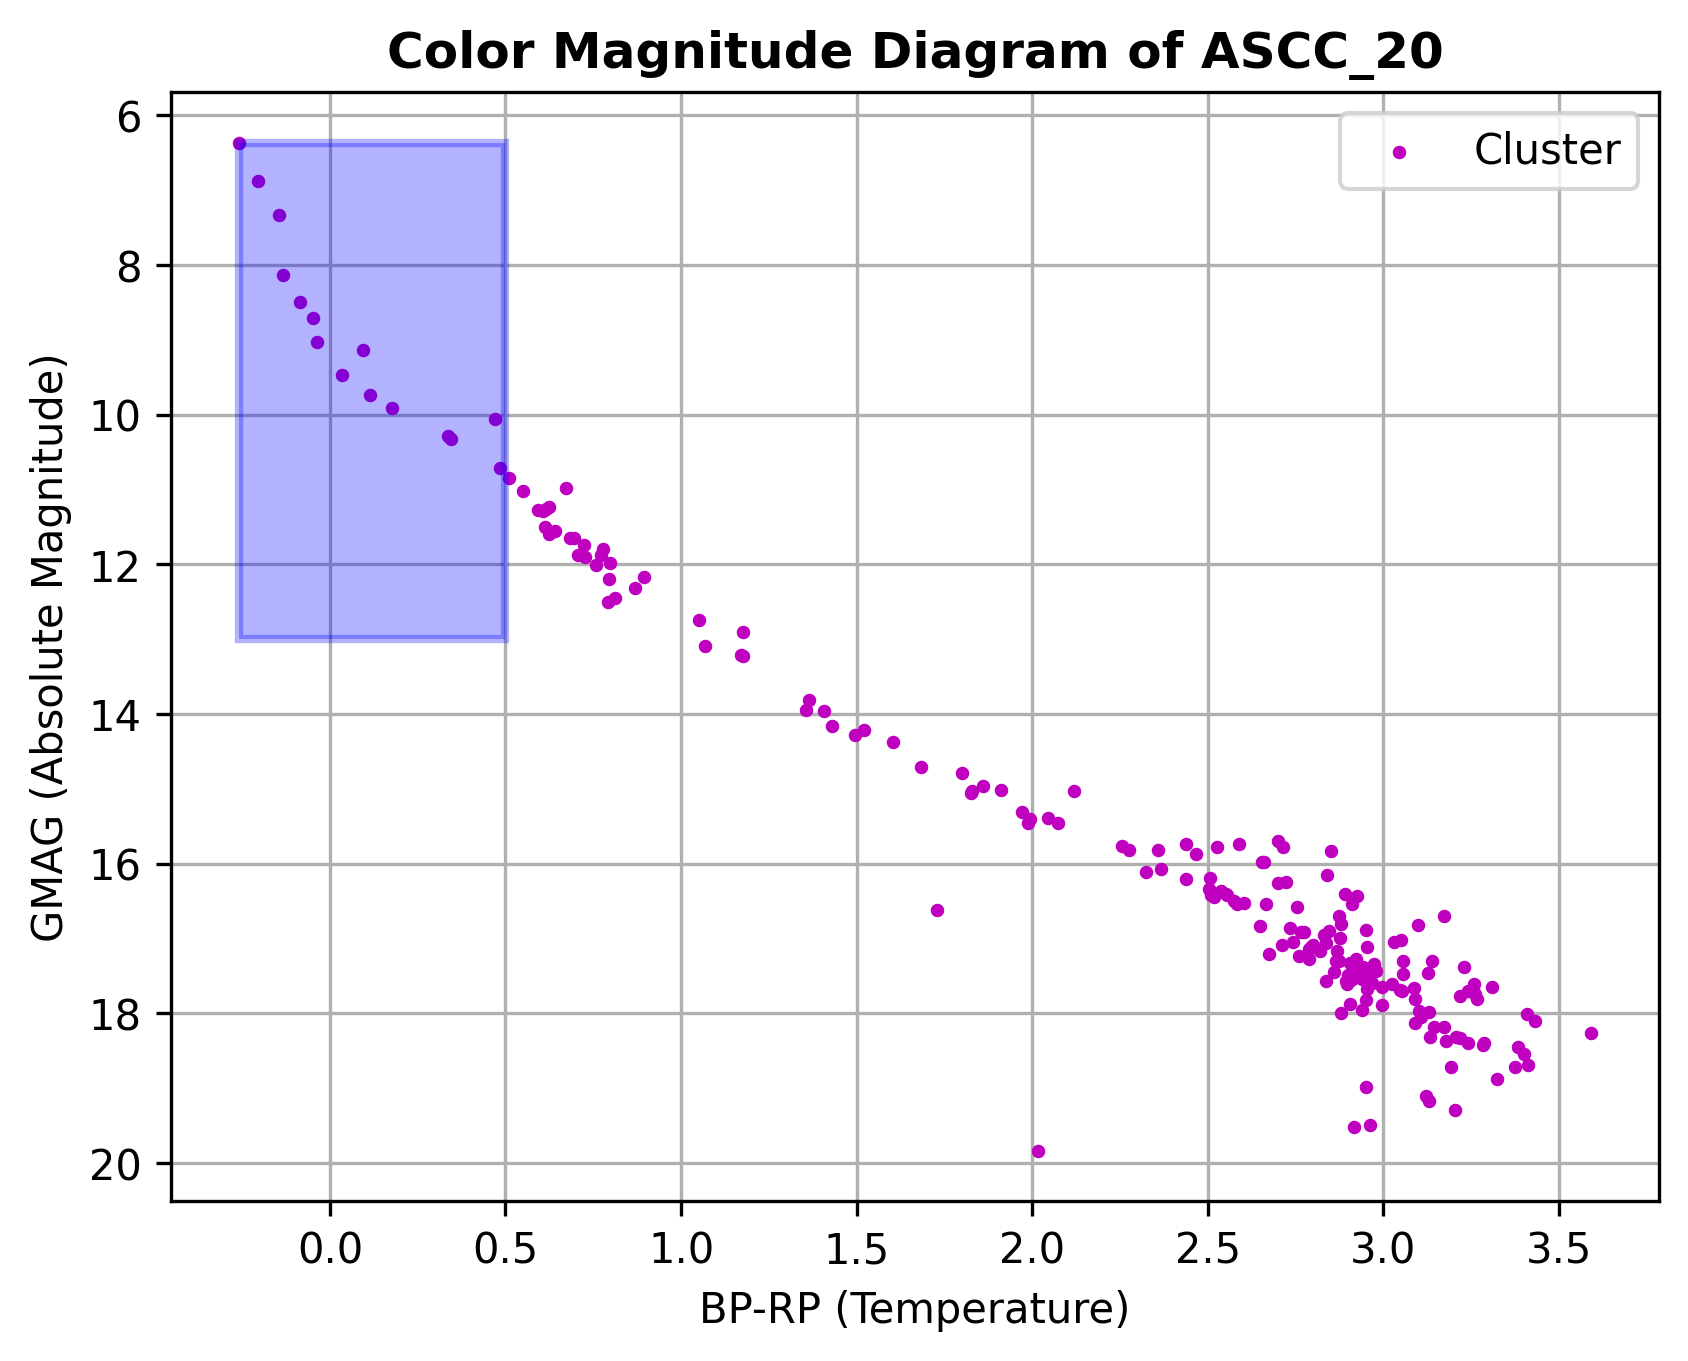 Color Magnitude Diagram of ASCC_20
Cluster
GMAG (Absolute Magnitude)
6
8
10
12
14
16
18
20
0.0 0.5 1.0 1.5 2.0 2.5 3.0 3.5
BP-RP (Temperature)